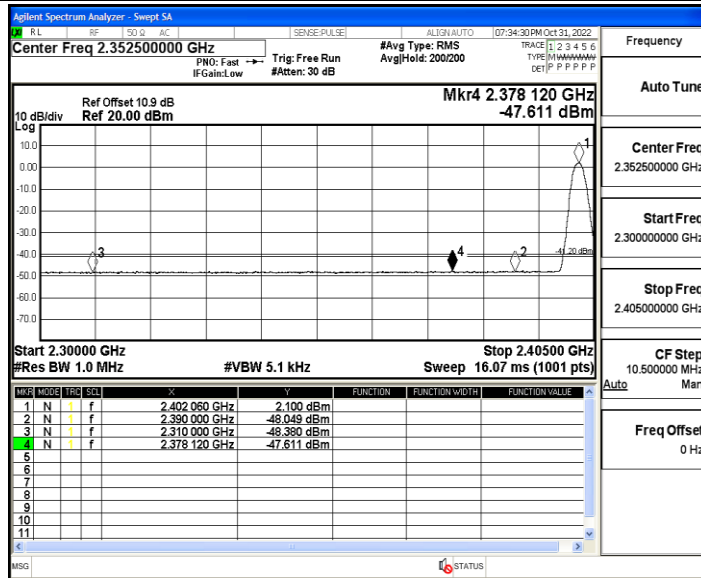 Agilent Spectrum Analyzer - Swept SA
RL RF 50 Ω AC SENSE:PULSE ALIGNAUTO 07:34:30 PM Oct 31, 2022
Center Freq 2.352500000 GHz
PNO: Fast
IFGain:Low
Trig: Free Run
#Atten: 30 dB
#Avg Type: RMS
Avg|Hold: 200/200
TRACE 1 2 3 4 5 6
TYPE M WWWWW
DET P P P P P P
Ref Offset 10.9 dB
10 dB/div Ref 20.00 dBm
Log
Mkr4 2.378 120 GHz
-47.611 dBm
10.0
0.00
-10.0
-20.0
-30.0
-40.0
-50.0
-60.0
-70.0
1
2
3
4
-41.20 dBm
Start 2.30000 GHz Stop 2.40500 GHz
#Res BW 1.0 MHz #VBW 5.1 kHz Sweep 16.07 ms (1001 pts)
MKR MODE TRC SCL X Y FUNCTION FUNCTION WIDTH FUNCTION VALUE
1 N 1 f 2.402 060 GHz 2.100 dBm
2 N 1 f 2.390 000 GHz -48.049 dBm
3 N 1 f 2.310 000 GHz -48.380 dBm
4 N 1 f 2.378 120 GHz -47.611 dBm
5
6
7
8
9
10
11
MSG STATUS
Frequency
Auto Tune
Center Freq
2.352500000 GHz
Start Freq
2.300000000 GHz
Stop Freq
2.405000000 GHz
CF Step
10.500000 MHz
Auto Man
Freq Offset
0 Hz